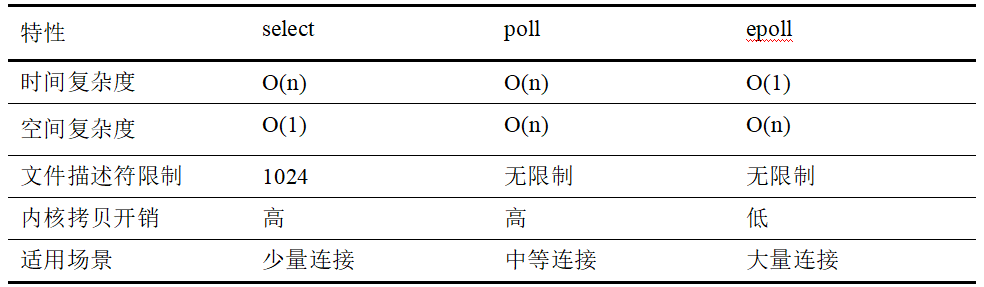 特性 select poll epoll
时间复杂度 O(n) O(n) O(1)
空间复杂度 O(1) O(n) O(n)
文件描述符限制 1024 无限制 无限制
内核拷贝开销 高 高 低
适用场景 少量连接 中等连接 大量连接